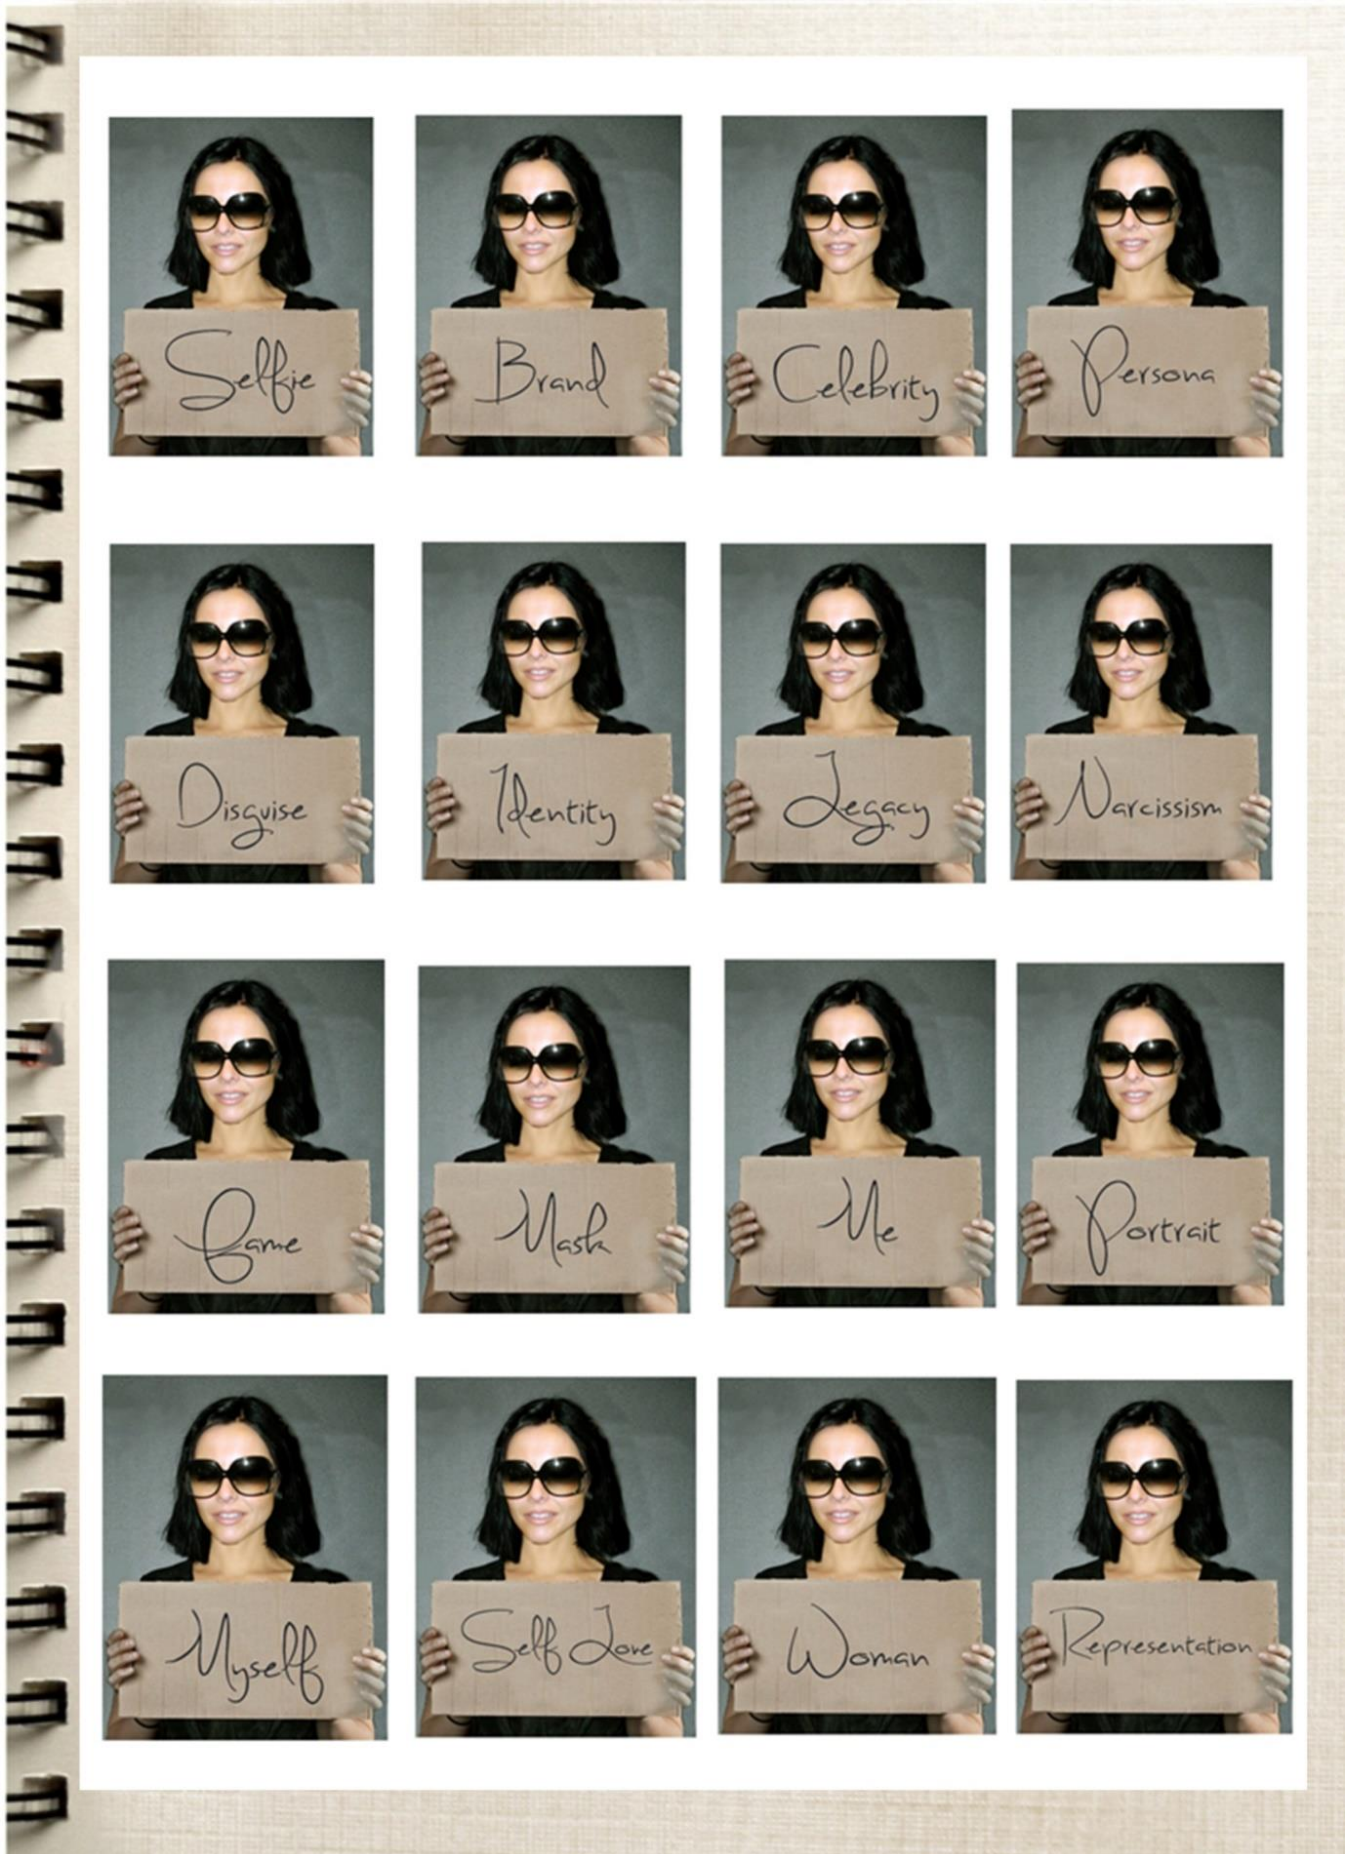 Selfie
Brand
Celebrity
Persona
Disguise
Identity
Legacy
Narcissism
Fame
Mask
Me
Portrait
Myself
Self Love
Woman
Representation